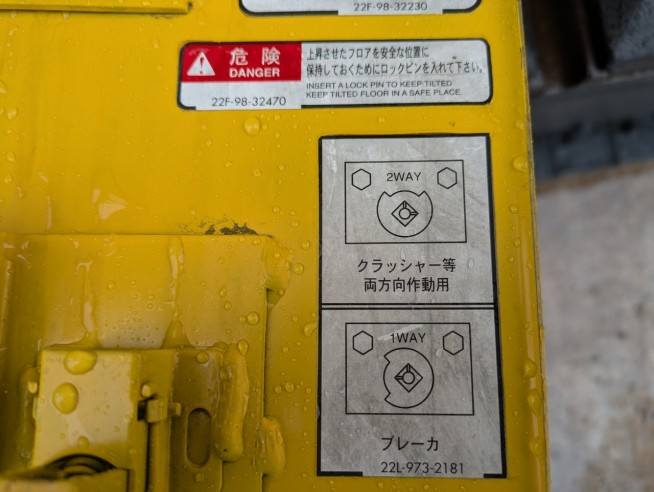 22F-98-32230
危険
DANGER
22F-98-32470
上昇させたフロアを安全な位置に
保持しておくためにロックピンを入れて下さい。
INSERT A LOCK PIN TO KEEP TILTED
KEEP TILTED FLOOR IN A SAFE PLACE.
2WAY
クラッシャー等
両方向作動用
1WAY
ブレーカ
22L-973-2181